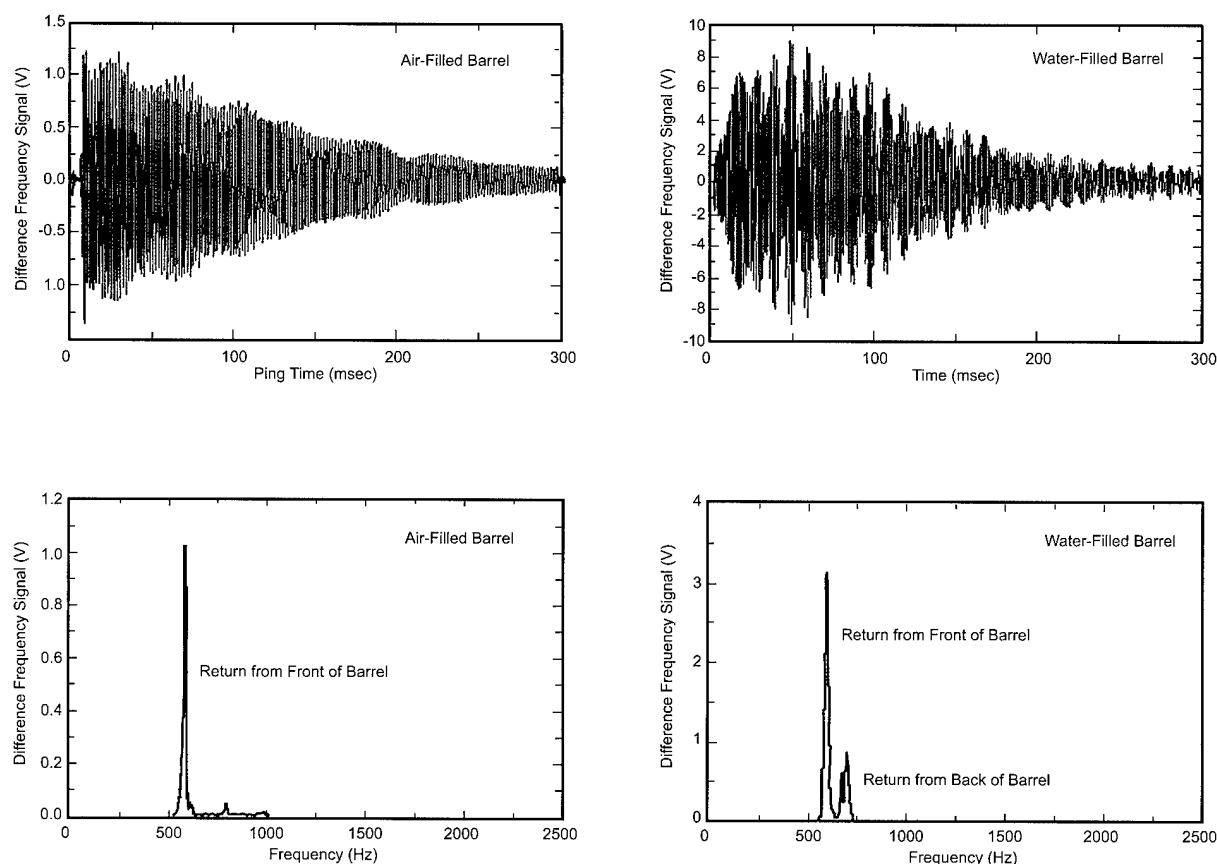 Difference Frequency Signal (V)
1.5
1.0
0.5
0.0
-0.5
1.0
Air-Filled Barrel
0 100 200 300
Ping Time (msec)
Difference Frequency Signal (V)
10
8
6
4
2
0
-2
-4
-6
-8
-10
Water-Filled Barrel
0 100 200 300
Time (msec)
Difference Frequency Signal (V)
1.2
1.0
0.8
0.6
0.4
0.2
0.0
Air-Filled Barrel
Return from Front of Barrel
0 500 1000 1500 2000 2500
Frequency (Hz)
Difference Frequency Signal (V)
4
3
2
1
0
Water-Filled Barrel
Return from Front of Barrel
Return from Back of Barrel
0 500 1000 1500 2000 2500
Frequency (Hz)